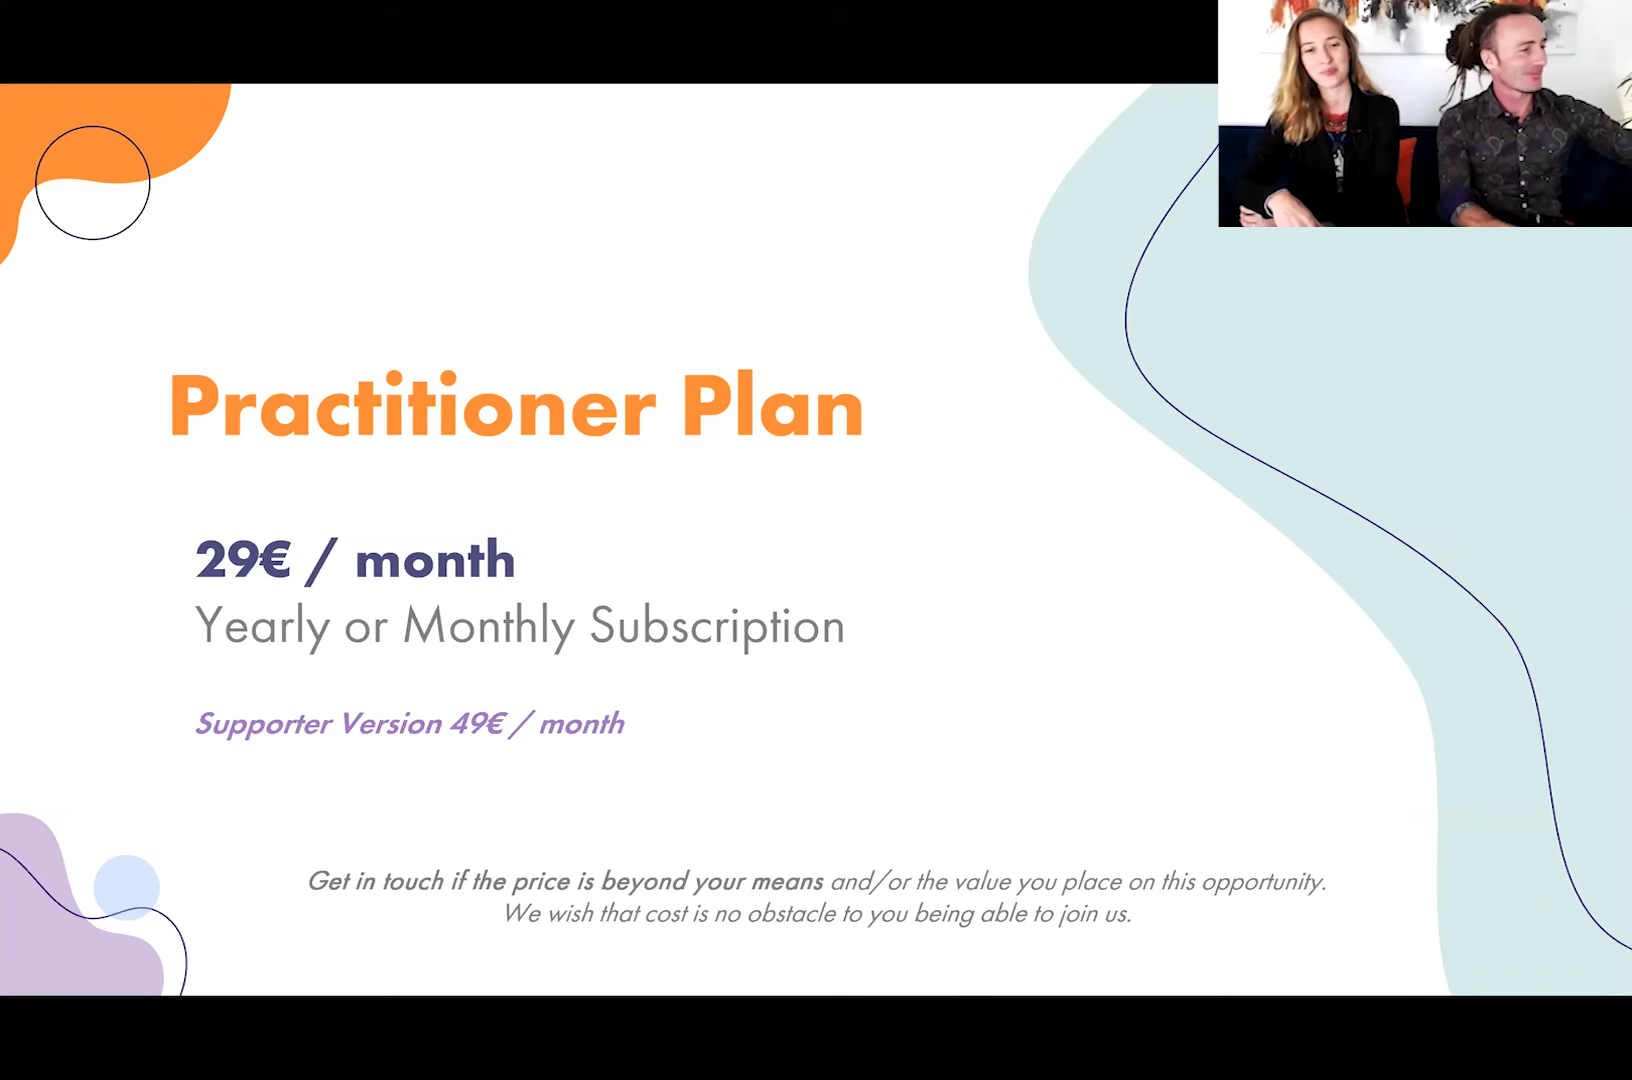 Practitioner Plan
29€ / month
Yearly or Monthly Subscription
Supporter Version 49€ / month
Get in touch if the price is beyond your means and/or the value you place on this opportunity.
We wish that cost is no obstacle to you being able to join us.